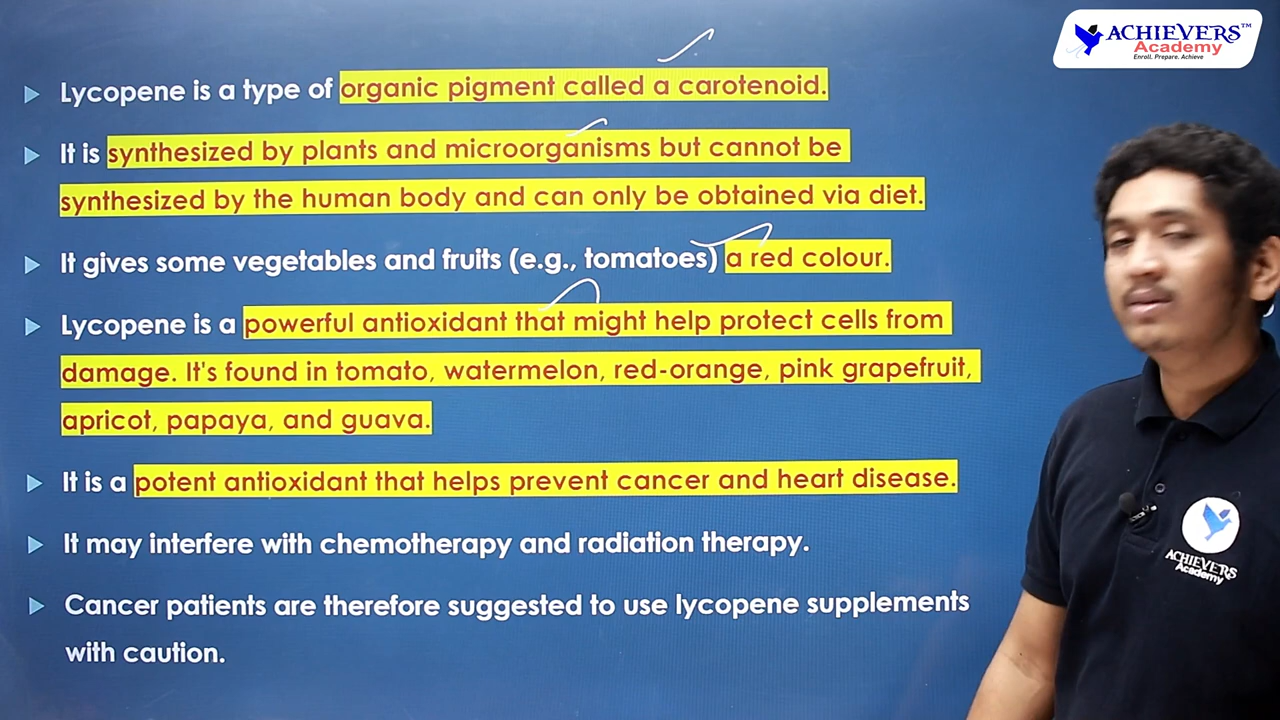 ACHIEVERS™
Academy
Enroll. Prepare. Achieve
Lycopene is a type of organic pigment called a carotenoid.
It is synthesized by plants and microorganisms but cannot be
synthesized by the human body and can only be obtained via diet.
It gives some vegetables and fruits (e.g., tomatoes) a red colour.
Lycopene is a powerful antioxidant that might help protect cells from
damage. It's found in tomato, watermelon, red-orange, pink grapefruit,
apricot, papaya, and guava.
It is a potent antioxidant that helps prevent cancer and heart disease.
It may interfere with chemotherapy and radiation therapy.
Cancer patients are therefore suggested to use lycopene supplements
with caution.
ACHIEVERS
Academy